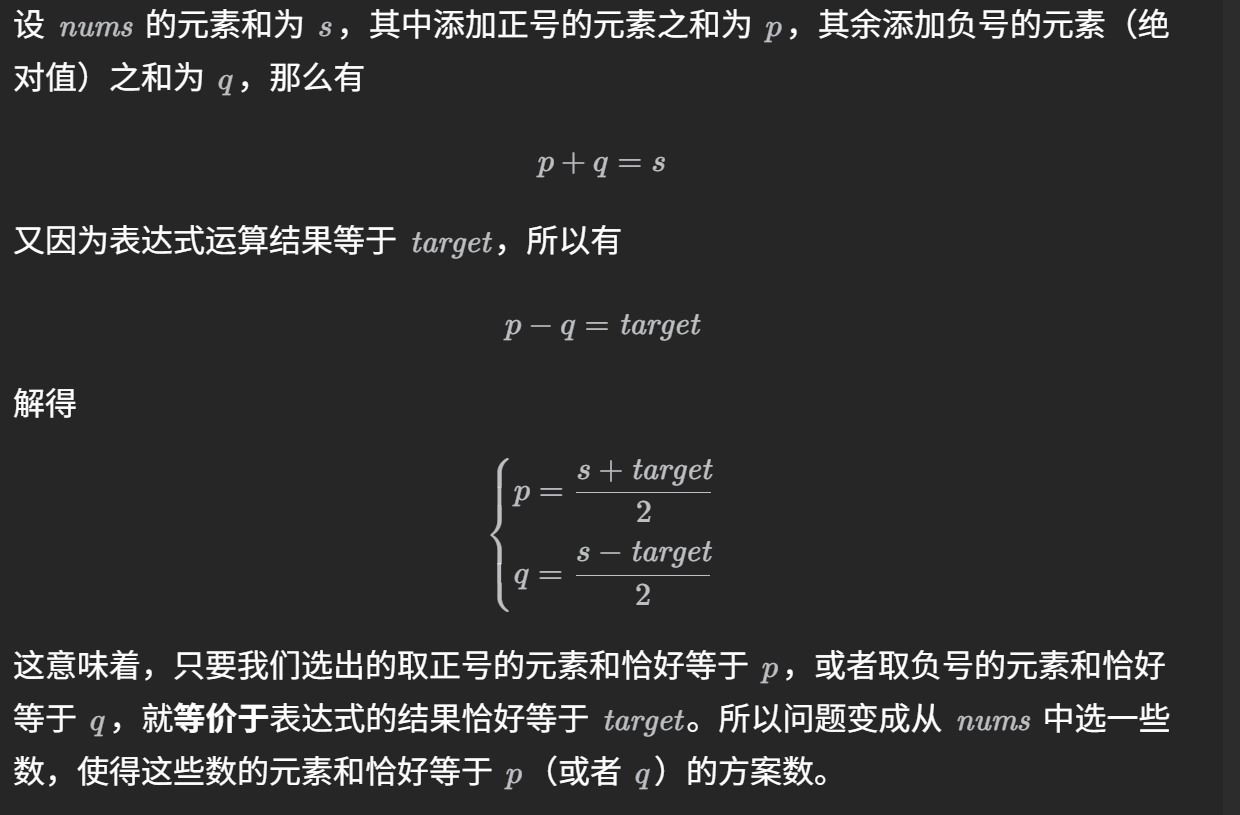 设 nums 的元素和为 s，其中添加正号的元素之和为 p，其余添加负号的元素（绝
对值）之和为 q，那么有
p + q = s
又因为表达式运算结果等于 target，所以有
p − q = target
解得
{ p = \frac{s + target}{2}
q = \frac{s − target}{2}
这意味着，只要我们选出的取正号的元素和恰好等于 p，或者取负号的元素和恰好
等于 q，就等价于表达式的结果恰好等于 target。所以问题变成从 nums 中选一些
数，使得这些数的元素和恰好等于 p（或者 q）的方案数。